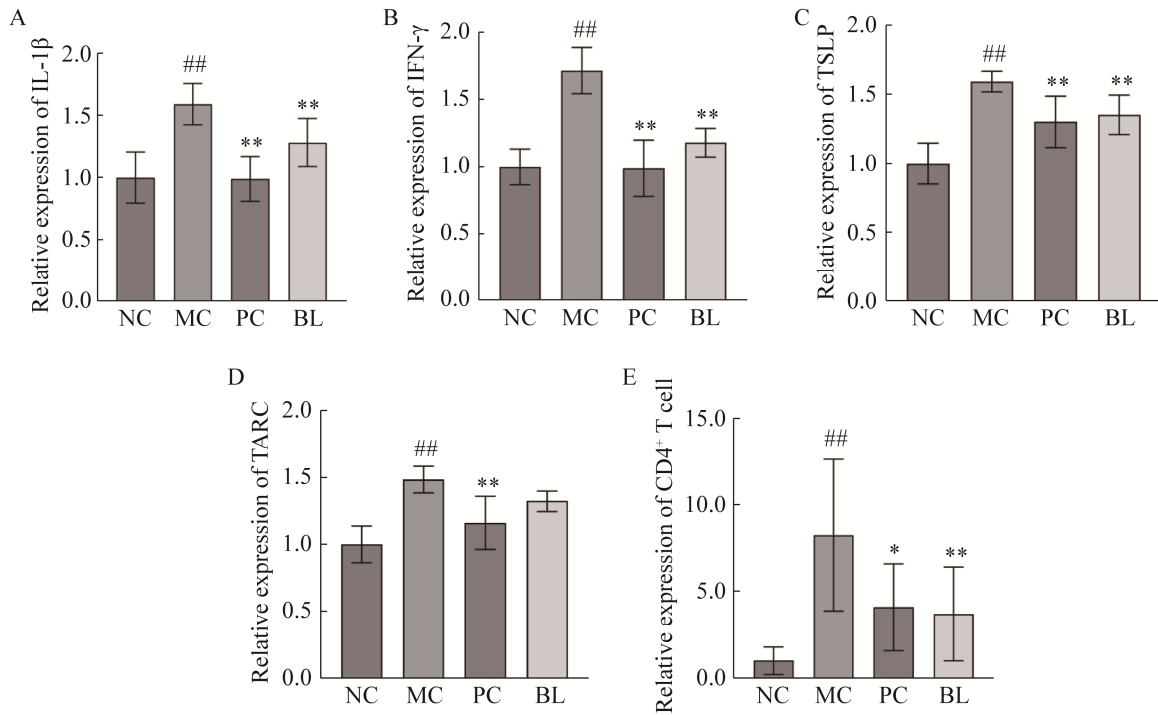 A
Relative expression of IL-1β
2.0
1.5
1.0
0.5
0.0
##
**
**
NC MC PC BL
B
Relative expression of IFN-γ
2.0
1.5
1.0
0.5
0.0
##
**
**
NC MC PC BL
C
Relative expression of TSLP
2.0
1.5
1.0
0.5
0.0
##
**
**
NC MC PC BL
D
Relative expression of TARC
2.0
1.5
1.0
0.5
0.0
##
**
NC MC PC BL
E
Relative expression of CD4⁺ T cell
15.0
10.0
5.0
0.0
##
*
**
NC MC PC BL